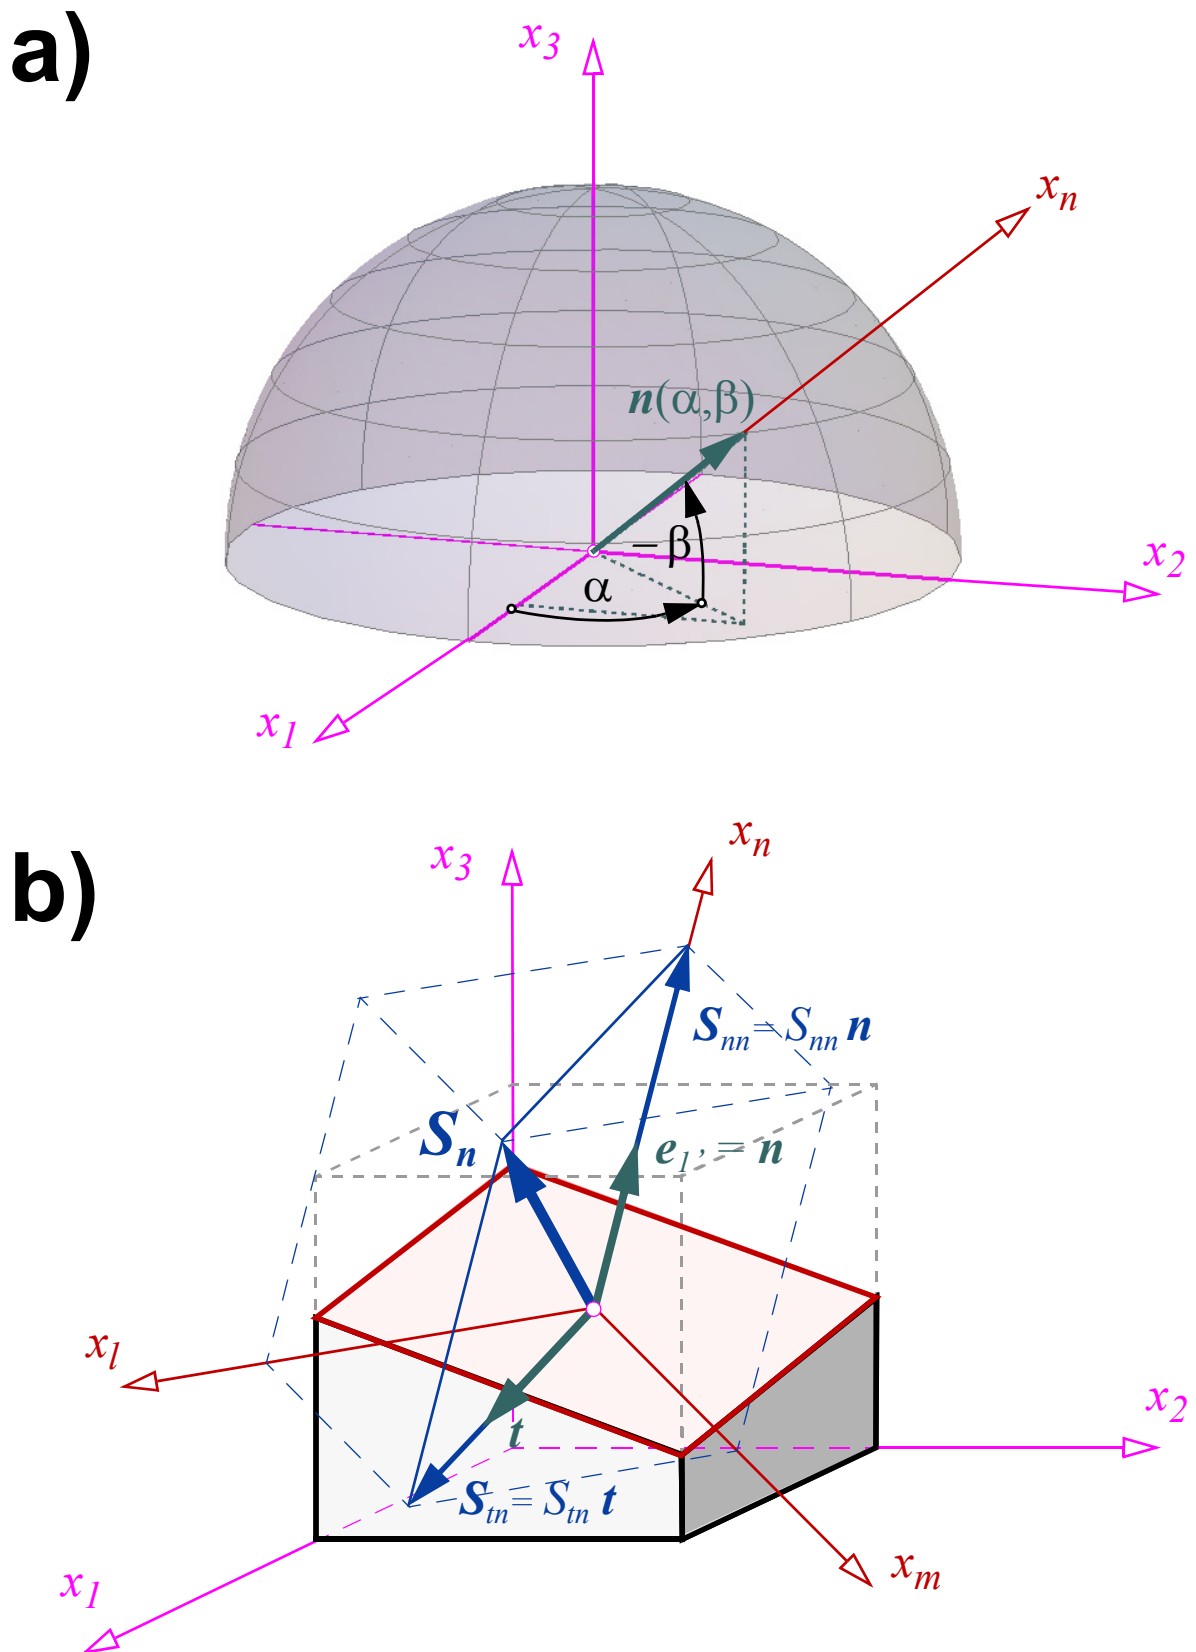 a)
x3
xn
n(α,β)
– β
x2
α
x1
b)
x3
xn
Snn= Snn n
Sn
e1’ = n
xl
x2
t
Stn= Stn t
xm
x1